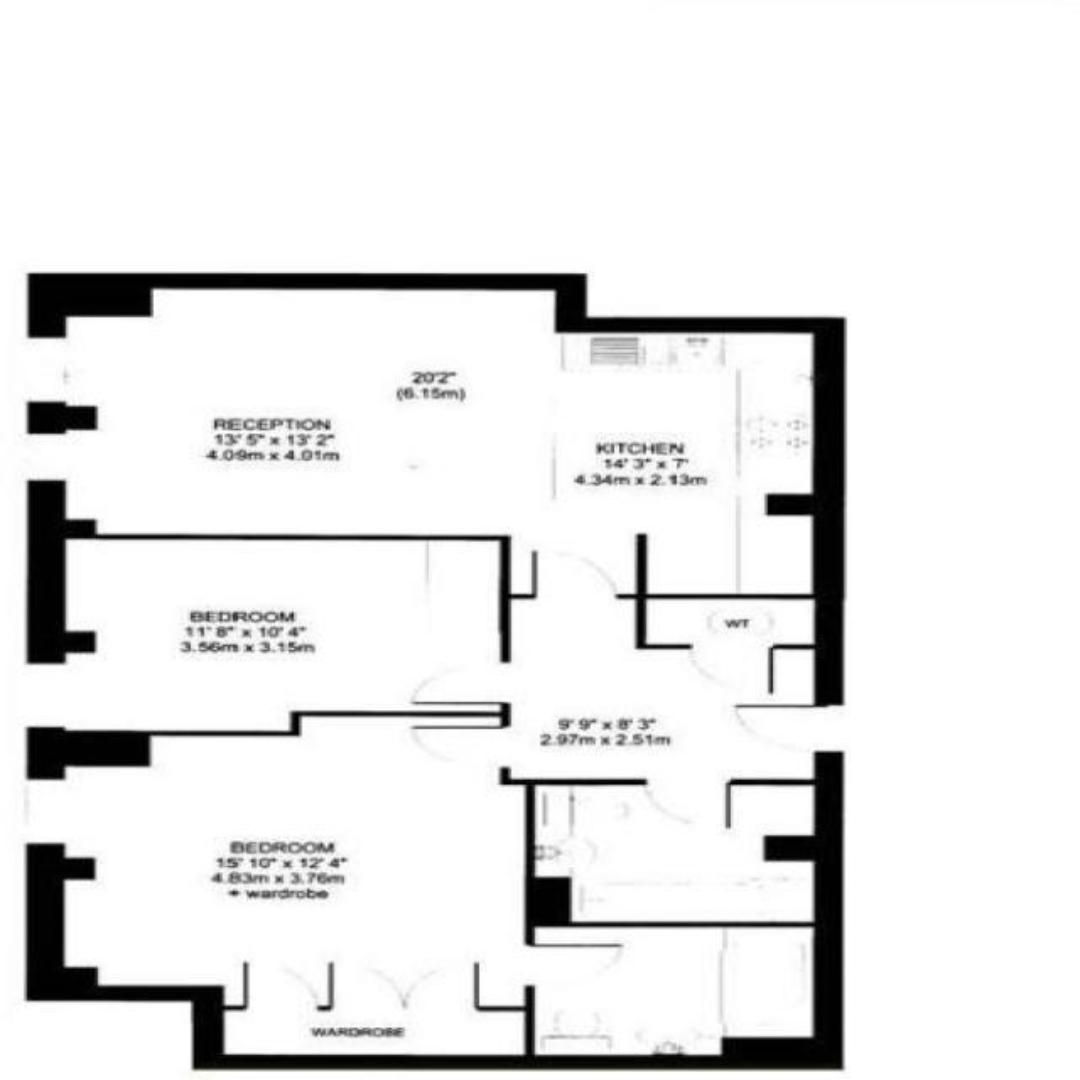 20'2"
(6.15m)
RECEPTION
13' 5" x 13' 2"
4.09m x 4.01m
KITCHEN
14' 3" x 7'
4.34m x 2.13m
BEDROOM
11' 8" x 10' 4"
3.56m x 3.15m
WT
9' 9" x 8' 3"
2.97m x 2.51m
BEDROOM
15' 10" x 12' 4"
4.83m x 3.76m
+ wardrobe
WARDROBE